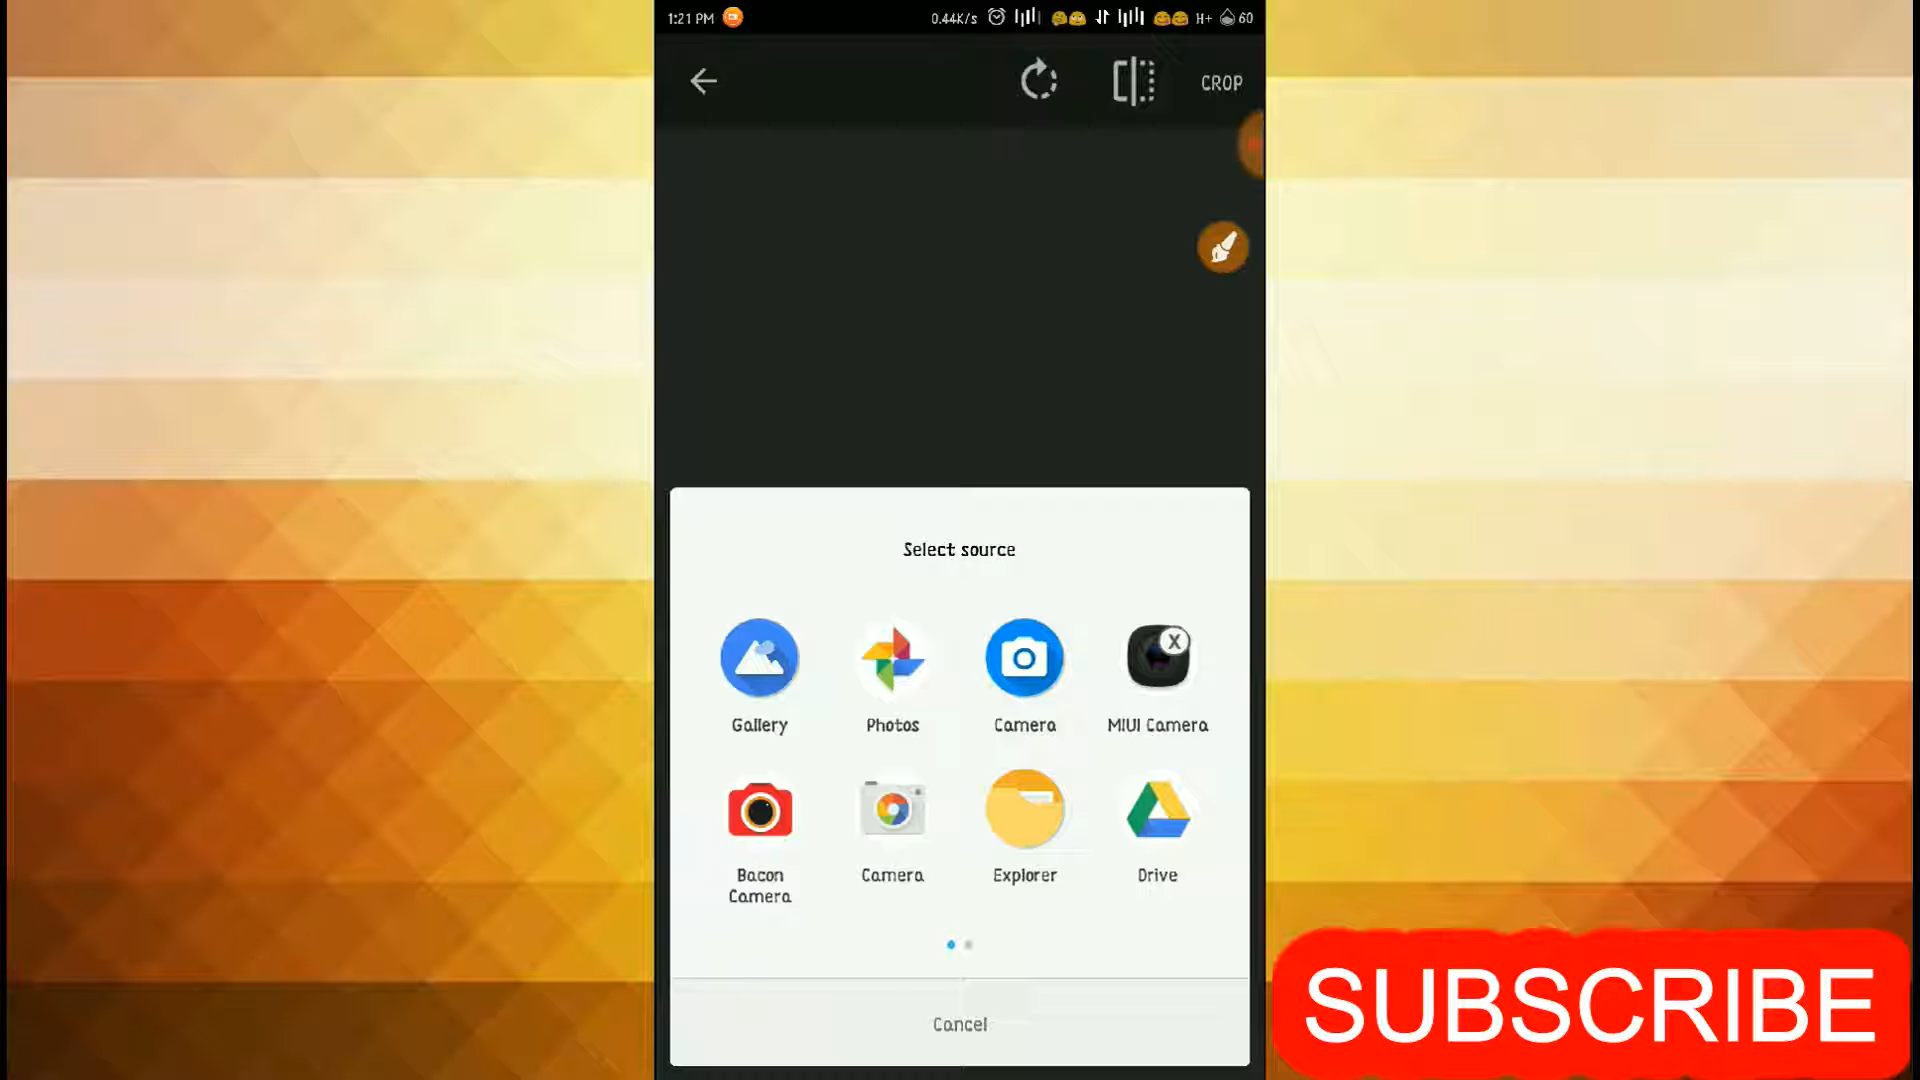 1:21 PM
0.44K/s
H+
60
CROP
Select source
Gallery
Photos
Camera
X
MIUI Camera
Bacon
Camera
Camera
Explorer
Drive
Cancel
SUBSCRIBE